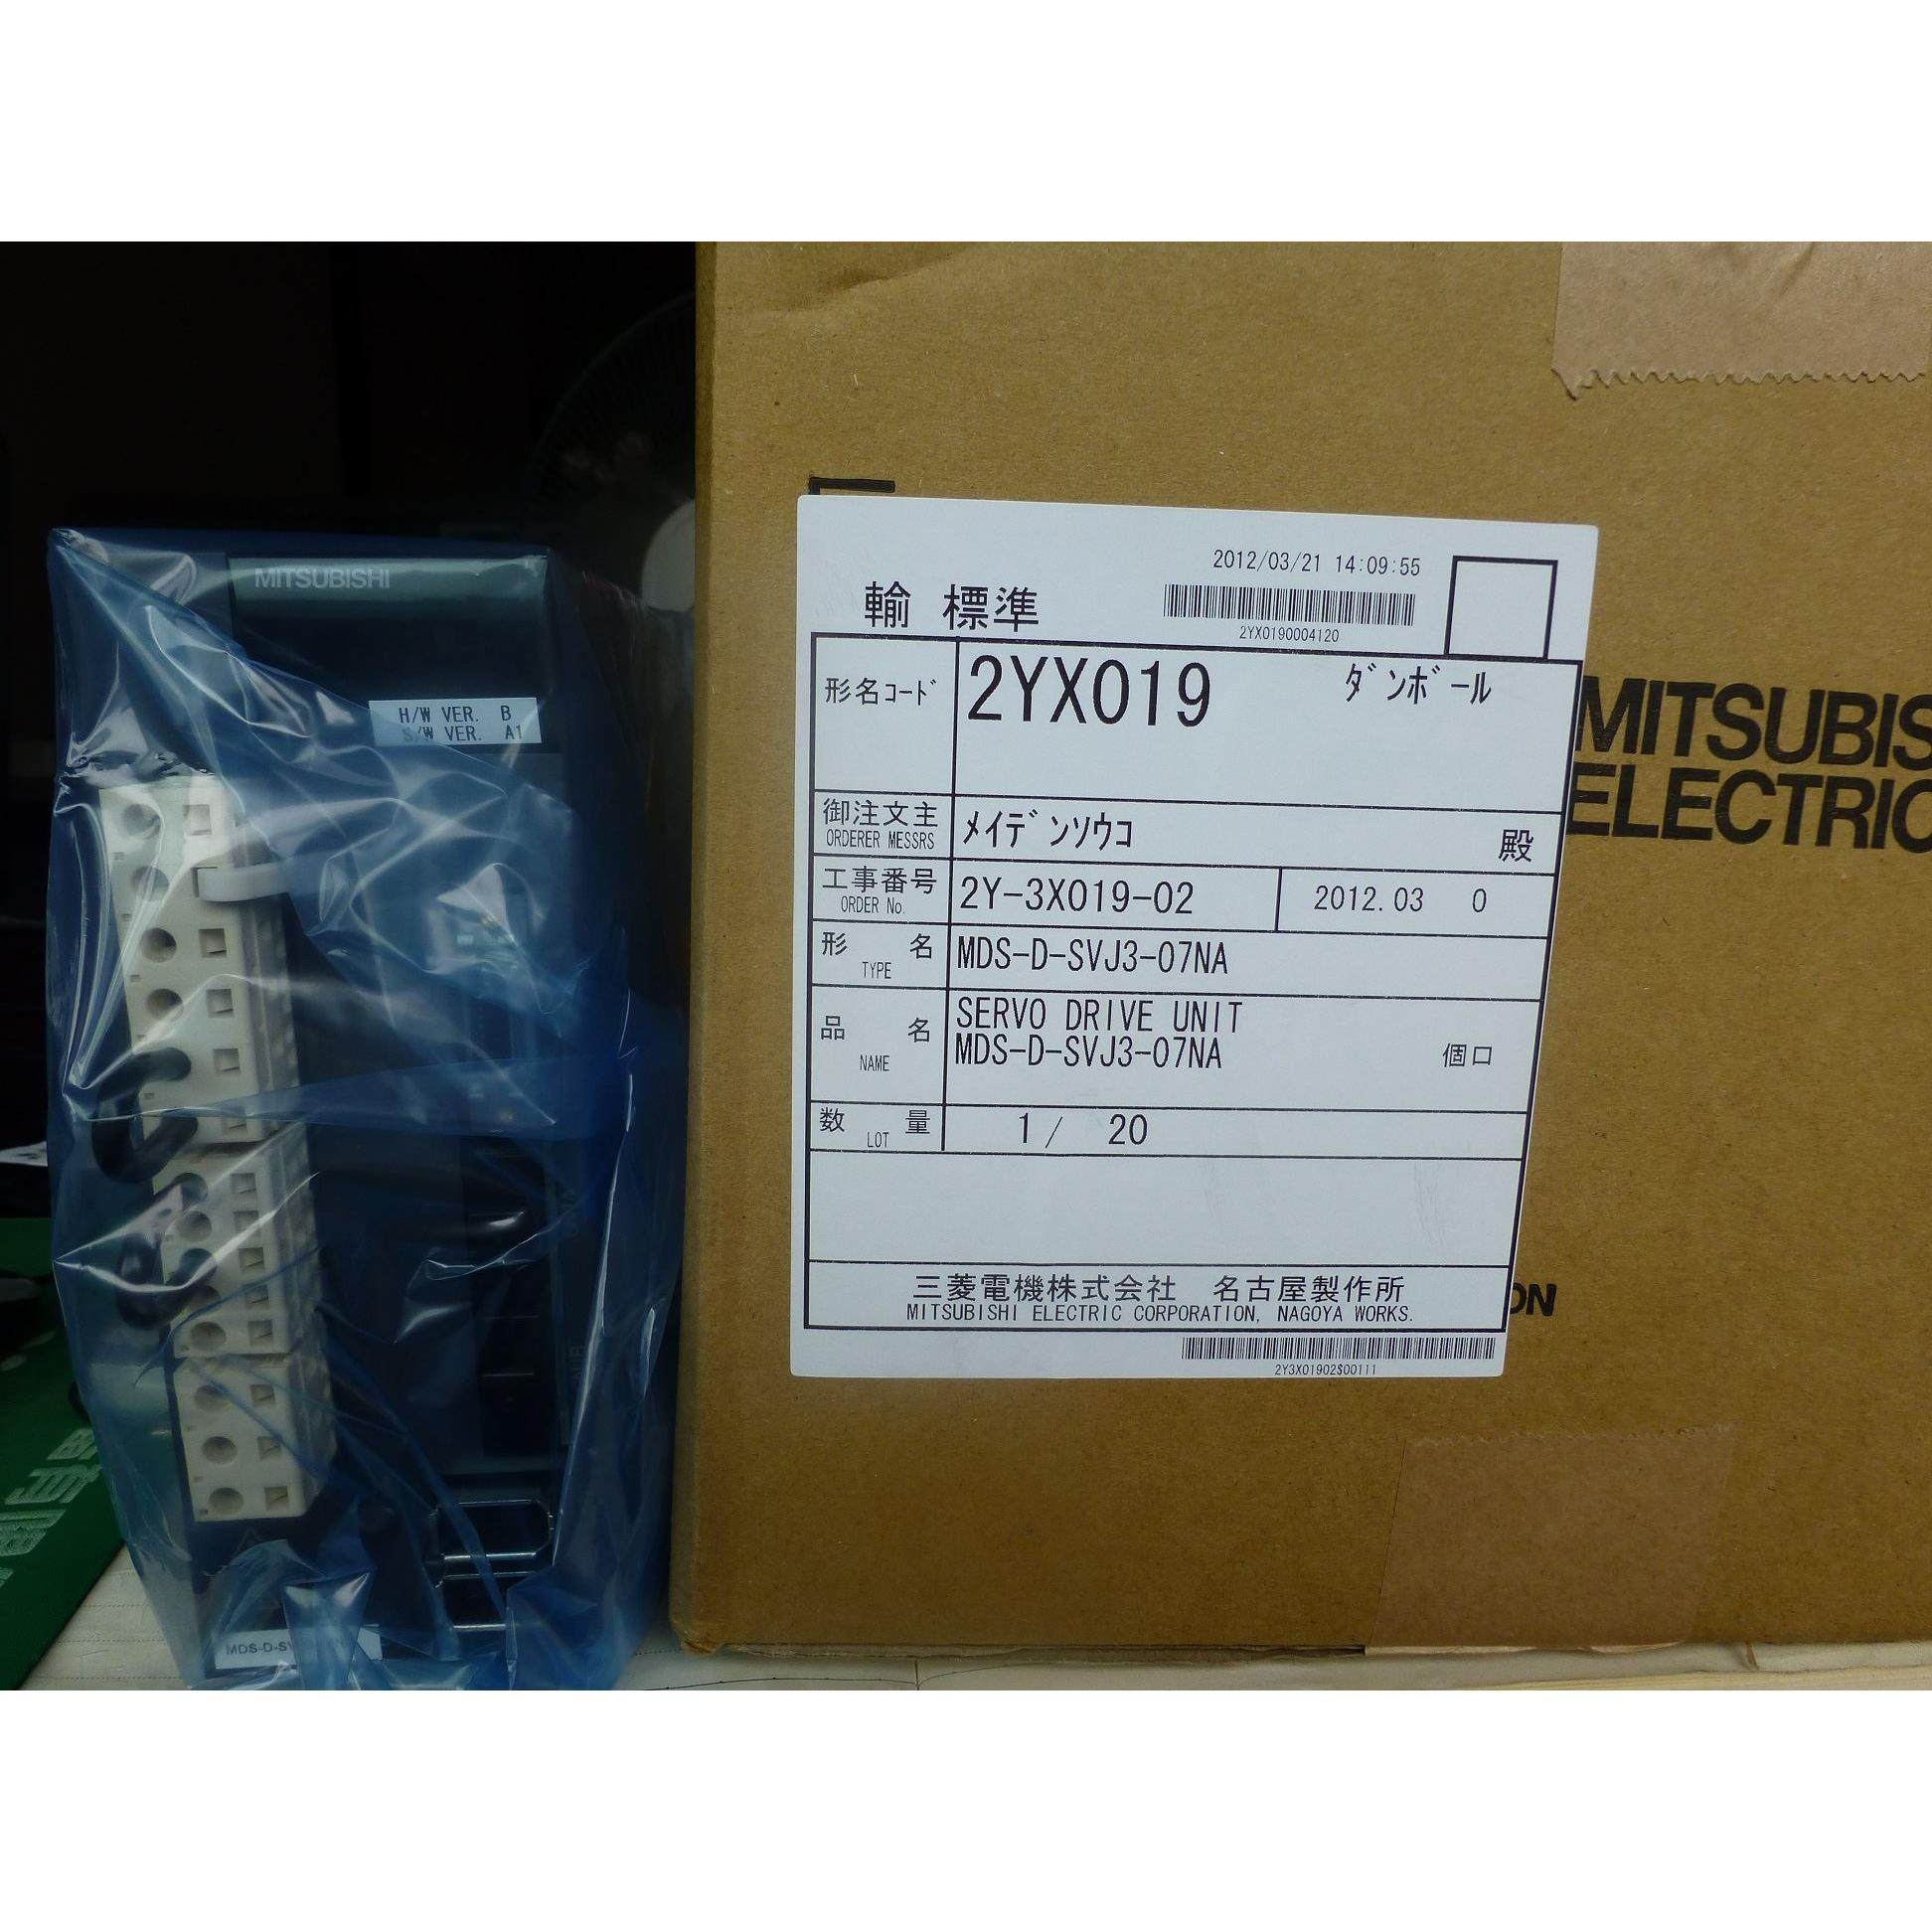 MITSUBISHI
H/W VER. B
S/W VER. A1
MDS-D-SV
2012/03/21 14:09:55
輸 標準
2YX0190004120
形名コード 2YX019 ダンボール
御注文主 メイデンソウコ 殿
ORDERER MESSRS
工事番号 2Y-3X019-02 2012.03 0
ORDER No.
形名 MDS-D-SVJ3-07NA
TYPE
品名 SERVO DRIVE UNIT
MDS-D-SVJ3-07NA 個口
NAME
数量 1/ 20
LOT
三菱電機株式会社 名古屋製作所
MITSUBISHI ELECTRIC CORPORATION, NAGOYA WORKS.
2Y3X01902S00111
MITSUBIS
ELECTRIC
ON